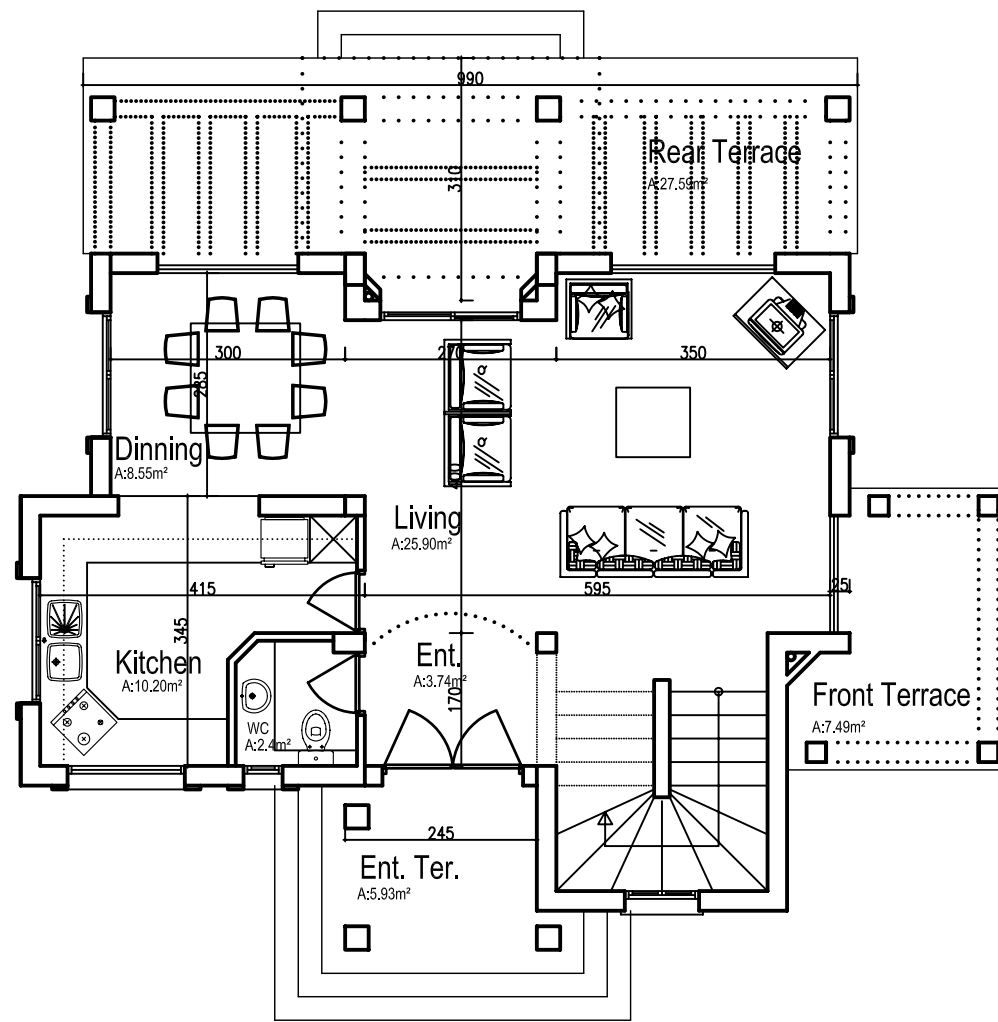 990
310
Rear Terrace
A:27.59m²
300
270
350
285
Dinning
A:8.55m²
Living
A:25.90m²
415
595
25
345
Kitchen
A:10.20m²
Ent.
A:3.74m²
170
WC
A:2.4m²
Front Terrace
A:7.49m²
245
Ent. Ter.
A:5.93m²